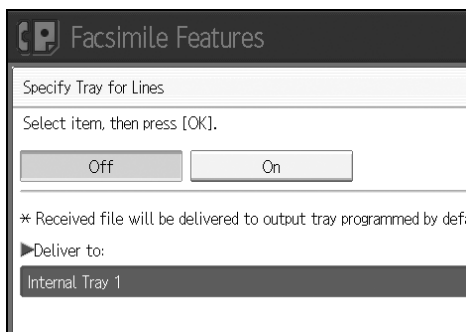 Facsimile Features
Specify Tray for Lines
Select item, then press [OK].
Off
On
* Received file will be delivered to output tray programmed by
▶Deliver to:
Internal Tray 1